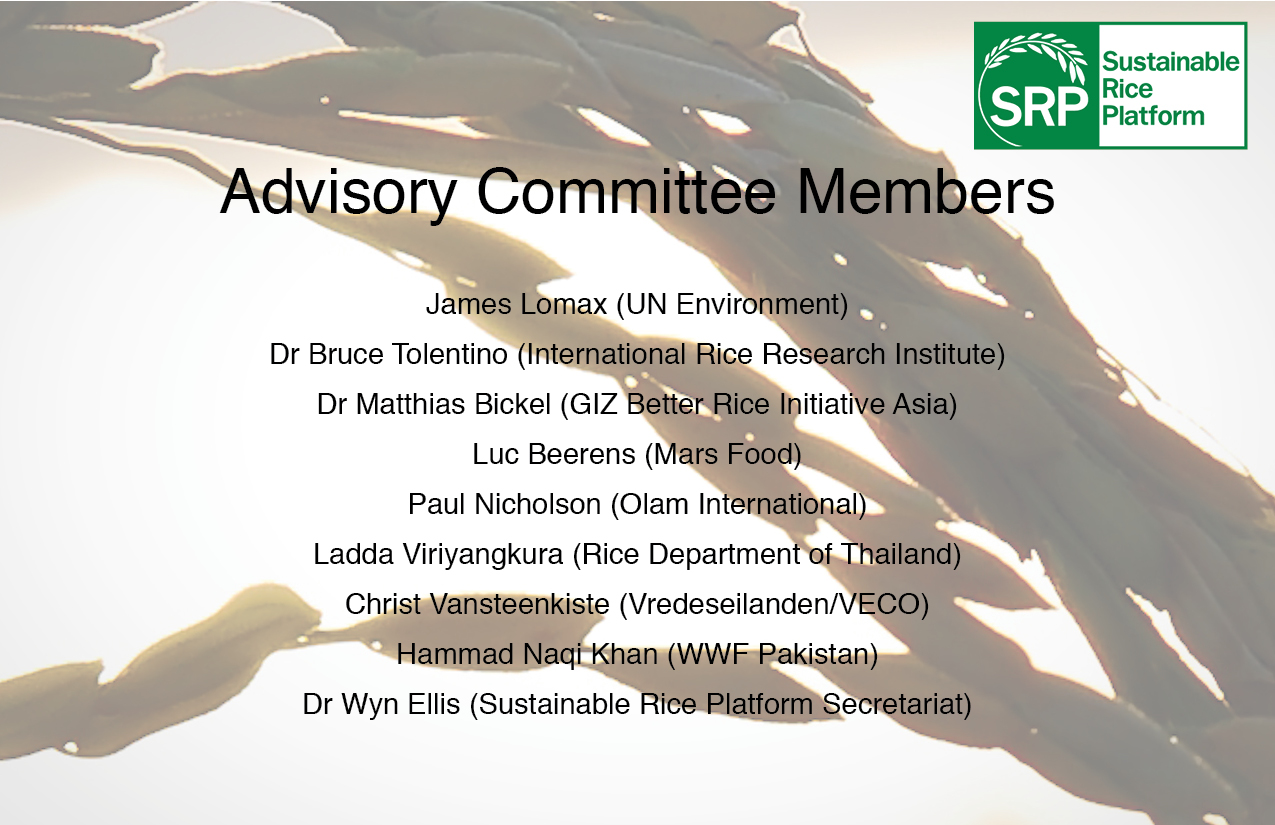 SRP
Sustainable
Rice
Platform
Advisory Committee Members
James Lomax (UN Environment)
Dr Bruce Tolentino (International Rice Research Institute)
Dr Matthias Bickel (GIZ Better Rice Initiative Asia)
Luc Beerens (Mars Food)
Paul Nicholson (Olam International)
Ladda Viriyangkura (Rice Department of Thailand)
Christ Vansteenkiste (Vredeseilanden/VECO)
Hammad Naqi Khan (WWF Pakistan)
Dr Wyn Ellis (Sustainable Rice Platform Secretariat)